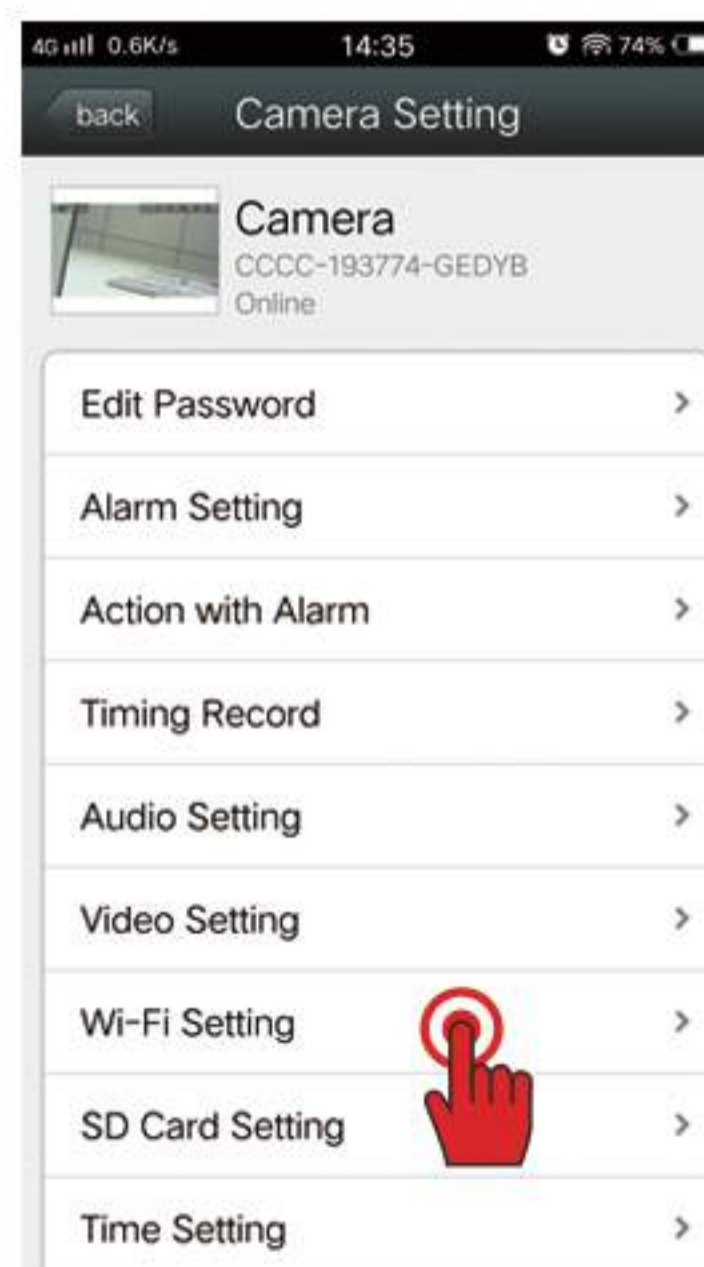 4G 0.6K/s 14:35 74%
back Camera Setting
Camera
CCCC-193774-GEDYB
Online
Edit Password
Alarm Setting
Action with Alarm
Timing Record
Audio Setting
Video Setting
Wi-Fi Setting
SD Card Setting
Time Setting